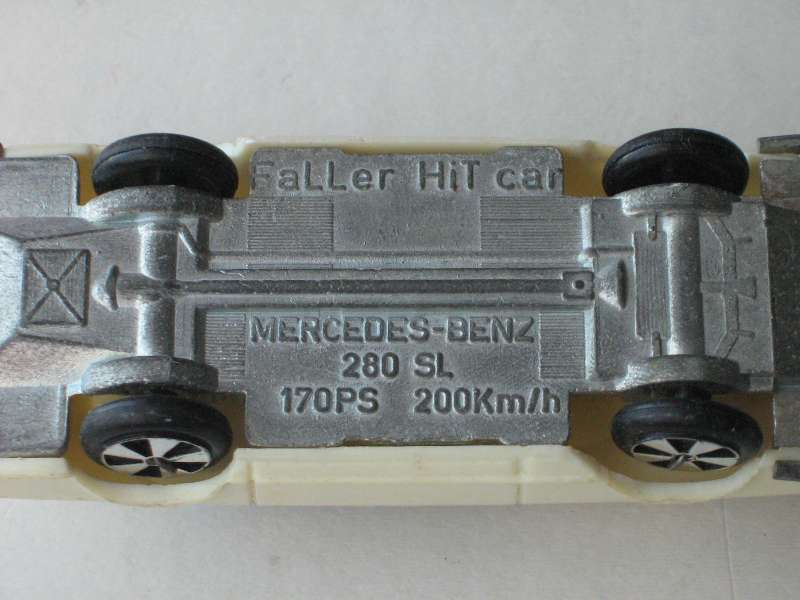 FaLLer HiT car
MERCEDES-BENZ
280 SL
170PS 200Km/h